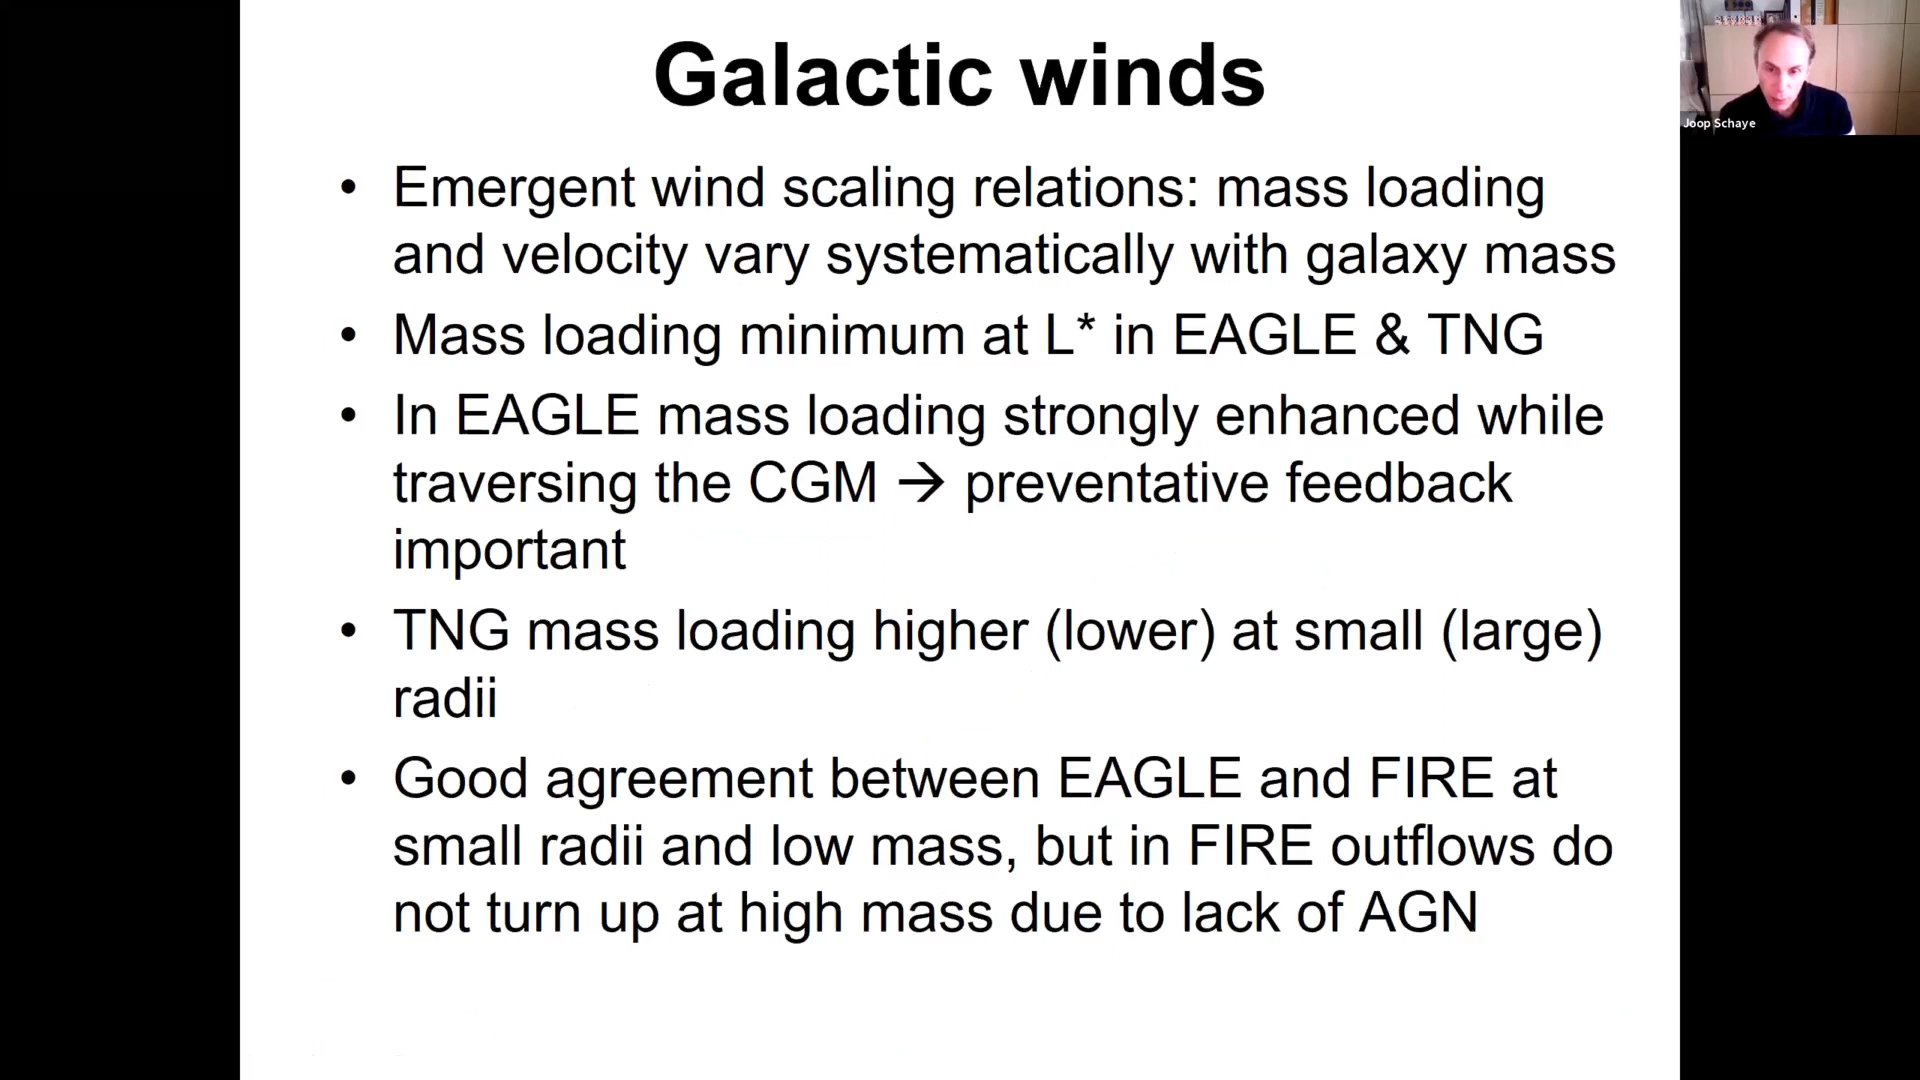 Galactic winds
Joop Schaye
• Emergent wind scaling relations: mass loading
and velocity vary systematically with galaxy mass
• Mass loading minimum at L* in EAGLE & TNG
• In EAGLE mass loading strongly enhanced while
traversing the CGM → preventative feedback
important
• TNG mass loading higher (lower) at small (large)
radii
• Good agreement between EAGLE and FIRE at
small radii and low mass, but in FIRE outflows do
not turn up at high mass due to lack of AGN